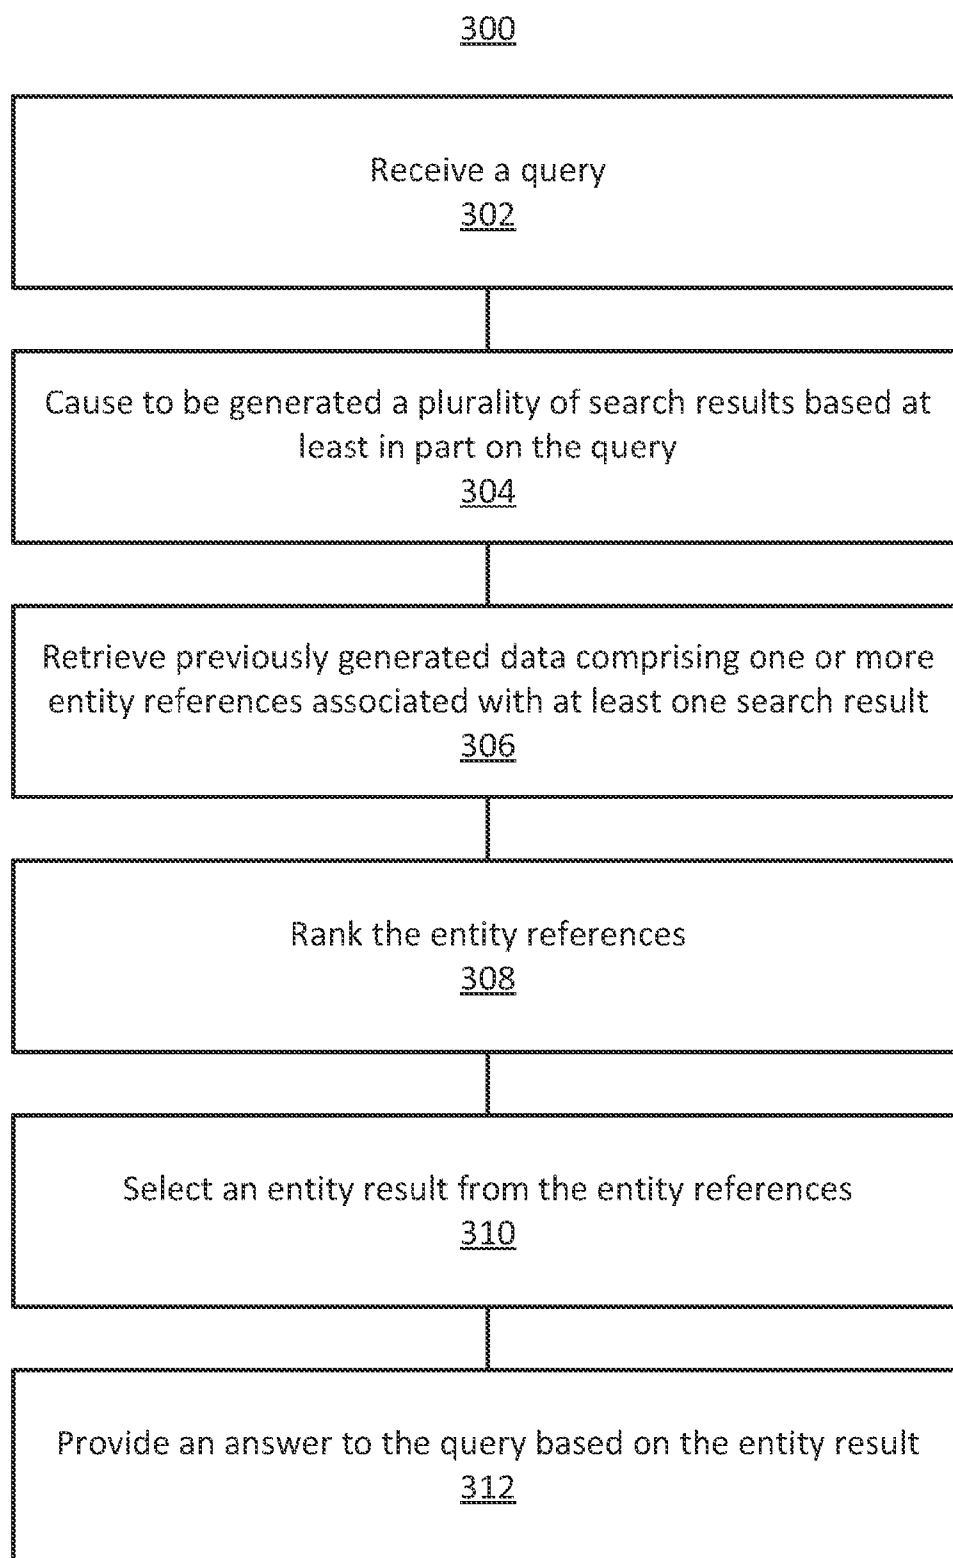 300
Receive a query
302
Cause to be generated a plurality of search results based at
least in part on the query
304
Retrieve previously generated data comprising one or more
entity references associated with at least one search result
306
Rank the entity references
308
Select an entity result from the entity references
310
Provide an answer to the query based on the entity result
312